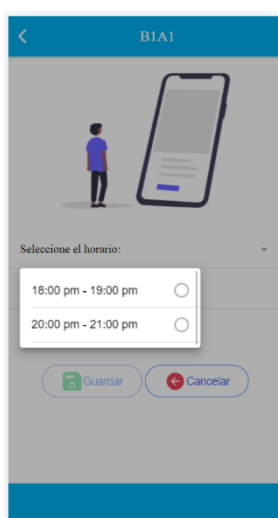 B1A1
Seleccione el horario:
18:00 pm - 19:00 pm
20:00 pm - 21:00 pm
Guardar
Cancelar